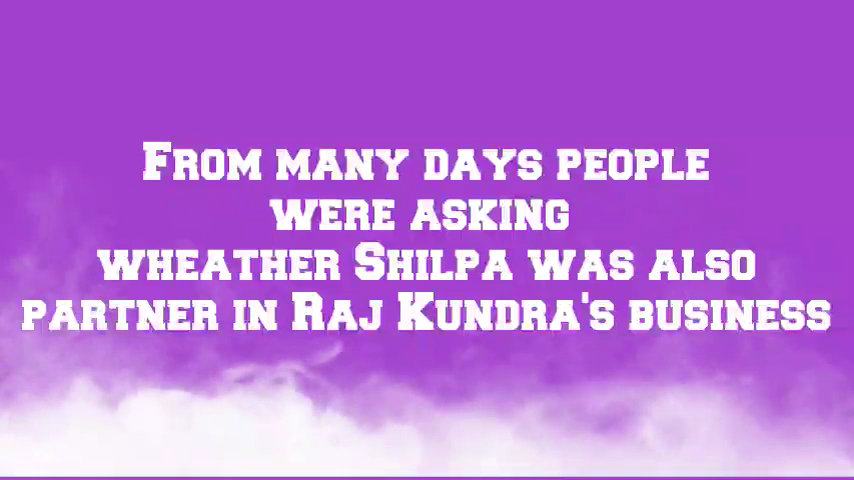 From many days people
were asking
wheather Shilpa was also
partner in Raj Kundra's business